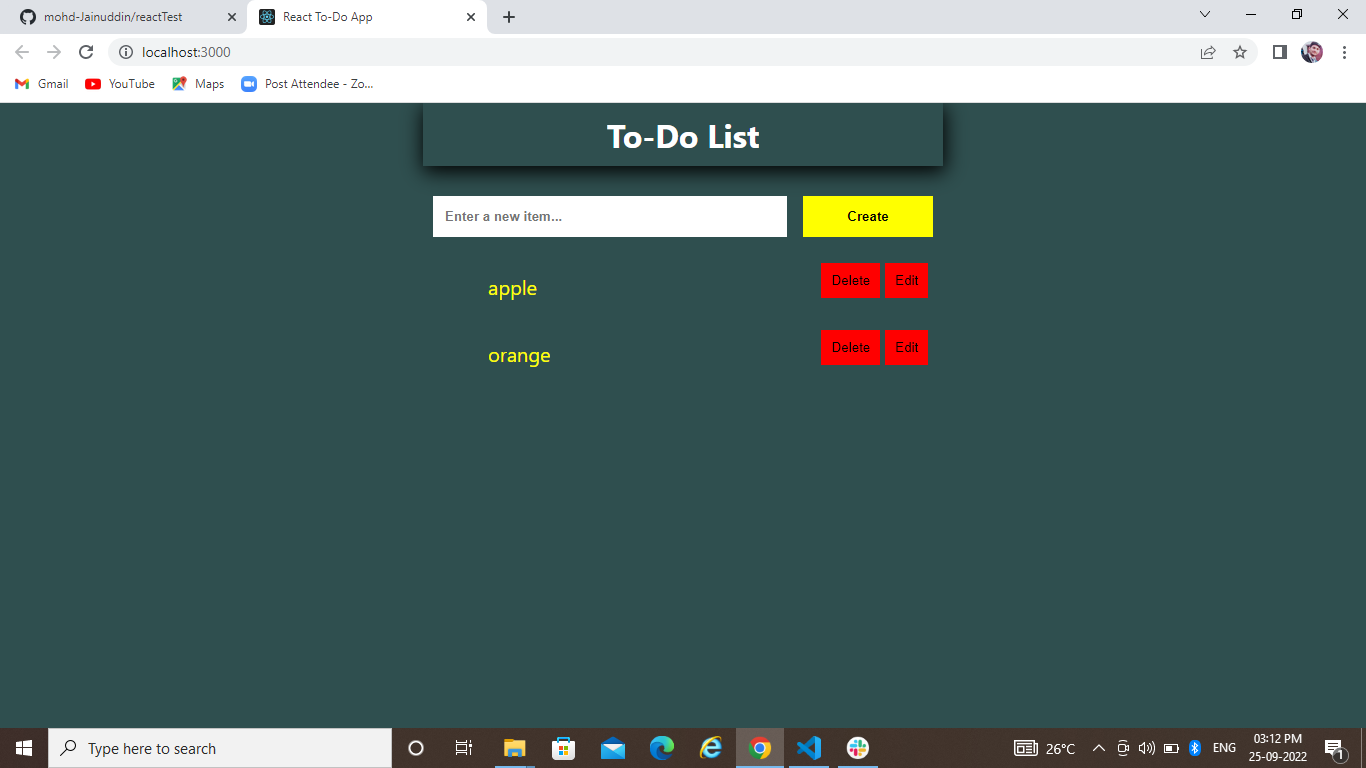 mohd-Jainuddin/reactTest
React To-Do App
localhost:3000
Gmail
YouTube
Maps
Post Attendee - Zo...
To-Do List
Enter a new item...
Create
apple
Delete
Edit
orange
Delete
Edit
Type here to search
26°C
ENG
03:12 PM
25-09-2022
1